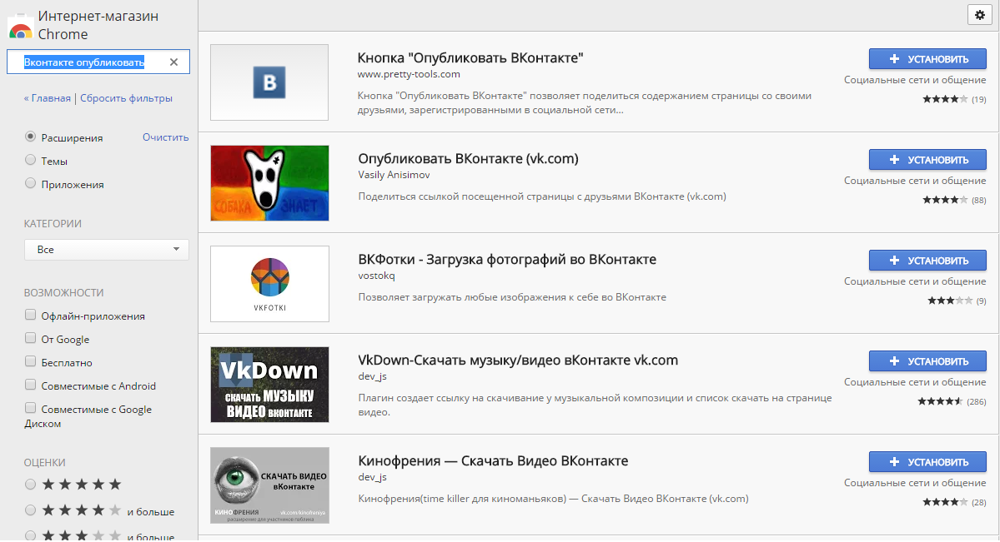 Интернет-магазин
Chrome
Вконтакте опубликовать
« Главная | Сбросить фильтры
Расширения
Очистить
Темы
Приложения
КАТЕГОРИИ
Все
ВОЗМОЖНОСТИ
Офлайн-приложения
От Google
Бесплатно
Совместимые с Android
Совместимые с Google
Диском
ОЦЕНКИ
и больше
и больше
B
Кнопка "Опубликовать ВКонтакте"
www.pretty-tools.com
Кнопка "Опубликовать ВКонтакте" позволяет поделиться содержанием страницы со своими
друзьями, зарегистрированными в социальной сети...
УСТАНОВИТЬ
Социальные сети и общение
(19)
СОБАКА ЗНАЕТ
Опубликовать ВКонтакте (vk.com)
Vasily Anisimov
Поделиться ссылкой посещенной страницы с друзьями ВКонтакте (vk.com)
УСТАНОВИТЬ
Социальные сети и общение
(88)
VKFOTKI
ВКФотки - Загрузка фотографий во ВКонтакте
vostokq
Позволяет загружать любые изображения к себе во ВКонтакте
УСТАНОВИТЬ
Социальные сети и общение
(9)
VkDown
СКАЧАТЬ МУЗЫКУ
ВИДЕО ВКОНТАКТЕ
VkDown-Скачать музыку/видео вКонтакте vk.com
dev_js
Плагин создает ссылку на скачивание у музыкальной композиции и список скачать на странице
видео.
УСТАНОВИТЬ
Социальные сети и общение
(286)
СКАЧАТЬ ВИДЕО
вКонтакте
КИНОФРЕНИЯ
vk.com/kinofreniya
расширение для участников паблика
Кинофрения — Скачать Видео ВКонтакте
dev_js
Кинофрения(time killer для киноманьяков) — Скачать Видео ВКонтакте (vk.com)
УСТАНОВИТЬ
Социальные сети и общение
(28)